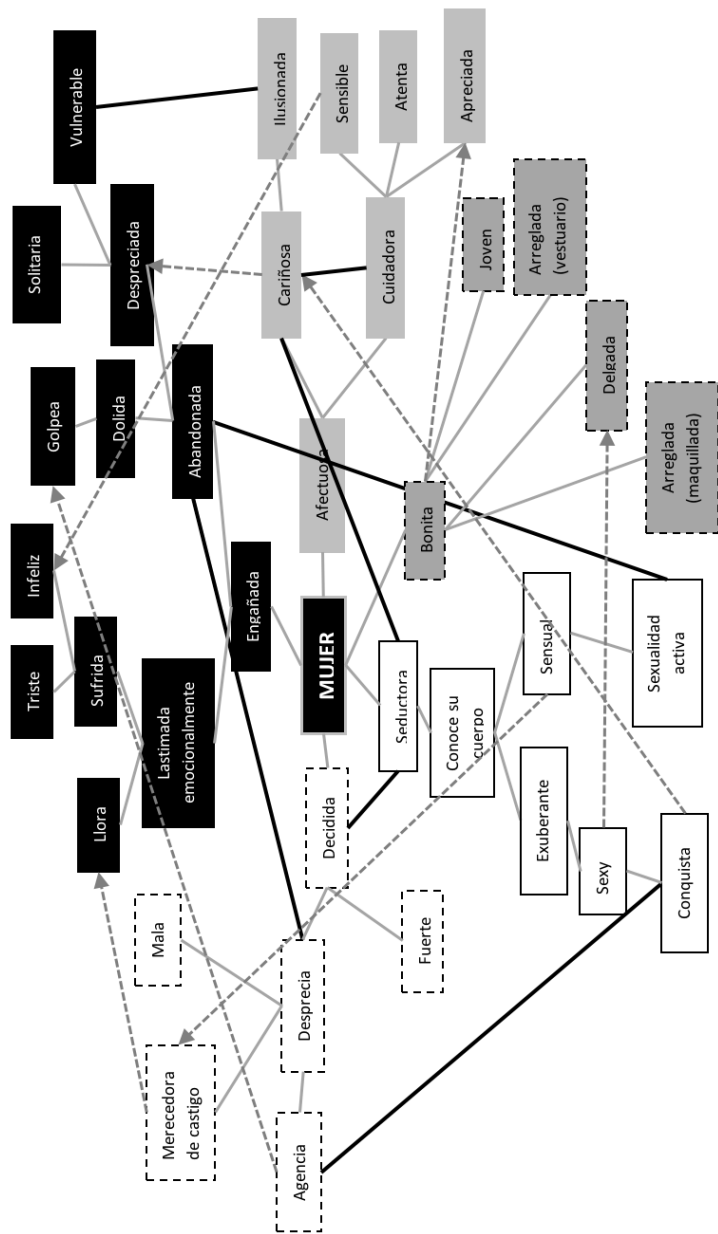 Triste
Infeliz
Golpea
Solitaria
Vulnerable
Llora
Sufrida
Dolida
Despreciada
Merecedora
de castigo
Mala
Lastimada
emocionalmente
Abandonada
Engañada
Ilusionada
Agencia
Desprecia
Decidida
MUJER
Afectuora
Cariñosa
Sensible
Fuerte
Seductora
Cuidadora
Atenta
Conoce su
cuerpo
Bonita
Apreciada
Exuberante
Sensual
Joven
Arreglada
(vestuario)
Sexy
Delgada
Conquista
Sexualidad
activa
Arreglada
(maquillada)